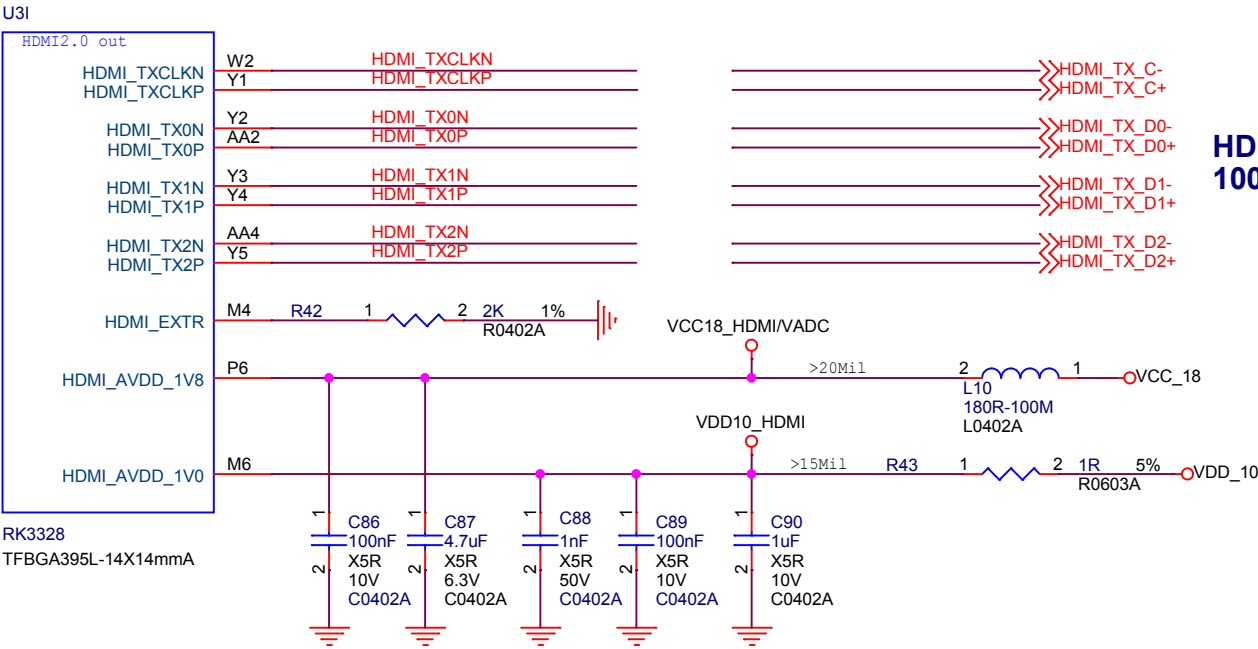 U3I
HDMI2.0 out
HDMI_TXCLKN W2 HDMI_TXCLKN HDMI_TX_C-
HDMI_TXCLKP Y1 HDMI_TXCLKP HDMI_TX_C+
HDMI_TX0N Y2 HDMI_TX0N HDMI_TX_D0-
HDMI_TX0P AA2 HDMI_TX0P HDMI_TX_D0+
HD
HDMI_TX1N Y3 HDMI_TX1N HDMI_TX_D1-
100
HDMI_TX1P Y4 HDMI_TX1P HDMI_TX_D1+
HDMI_TX2N AA4 HDMI_TX2N HDMI_TX_D2-
HDMI_TX2P Y5 HDMI_TX2P HDMI_TX_D2+
HDMI_EXTR M4 R42 1 2 2K 1%
R0402A
VCC18_HDMI/VADC
HDMI_AVDD_1V8 P6 >20Mil 2 1 VCC_18
L10
180R-100M
L0402A
VDD10_HDMI
HDMI_AVDD_1V0 M6 >15Mil R43 1 2 1R 5% VDD_10
R0603A
RK3328
TFBGA395L-14X14mmA
1 2 C86
100nF
X5R
10V
C0402A
1 2 C87
4.7uF
X5R
6.3V
C0402A
1 2 C88
1nF
X5R
50V
C0402A
1 2 C89
100nF
X5R
10V
C0402A
1 2 C90
1uF
X5R
10V
C0402A